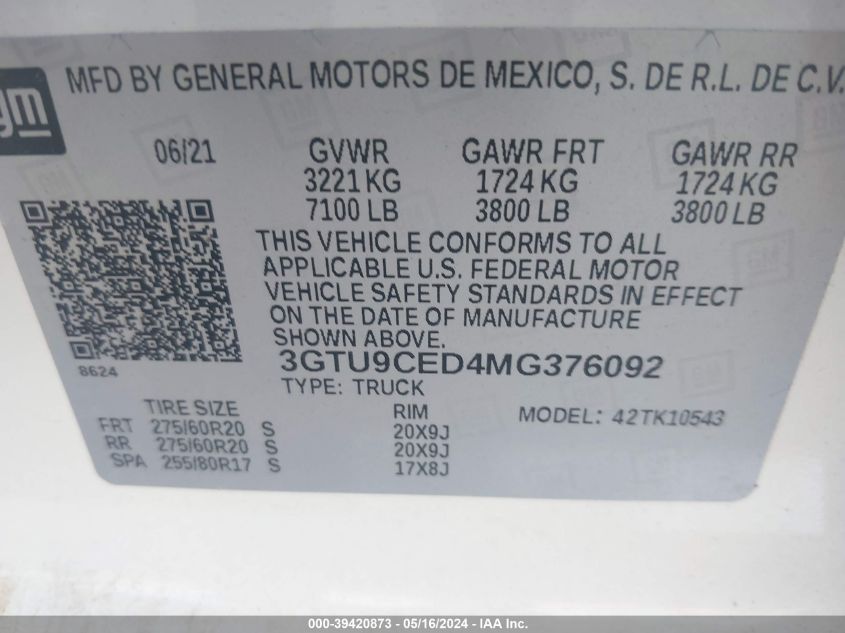 gm
MFD BY GENERAL MOTORS DE MEXICO, S. DE R.L. DE C.V.
06/21 GVWR GAWR FRT GAWR RR
3221 KG 1724 KG 1724 KG
7100 LB 3800 LB 3800 LB
THIS VEHICLE CONFORMS TO ALL
APPLICABLE U.S. FEDERAL MOTOR
VEHICLE SAFETY STANDARDS IN EFFECT
ON THE DATE OF MANUFACTURE
SHOWN ABOVE.
8624
3GTU9CED4MG376092
TYPE: TRUCK
TIRE SIZE RIM MODEL: 42TK10543
FRT 275/60R20 S 20X9J
RR 275/60R20 S 20X9J
SPA 255/80R17 S 17X8J
000-39420873 - 05/16/2024 - IAA Inc.